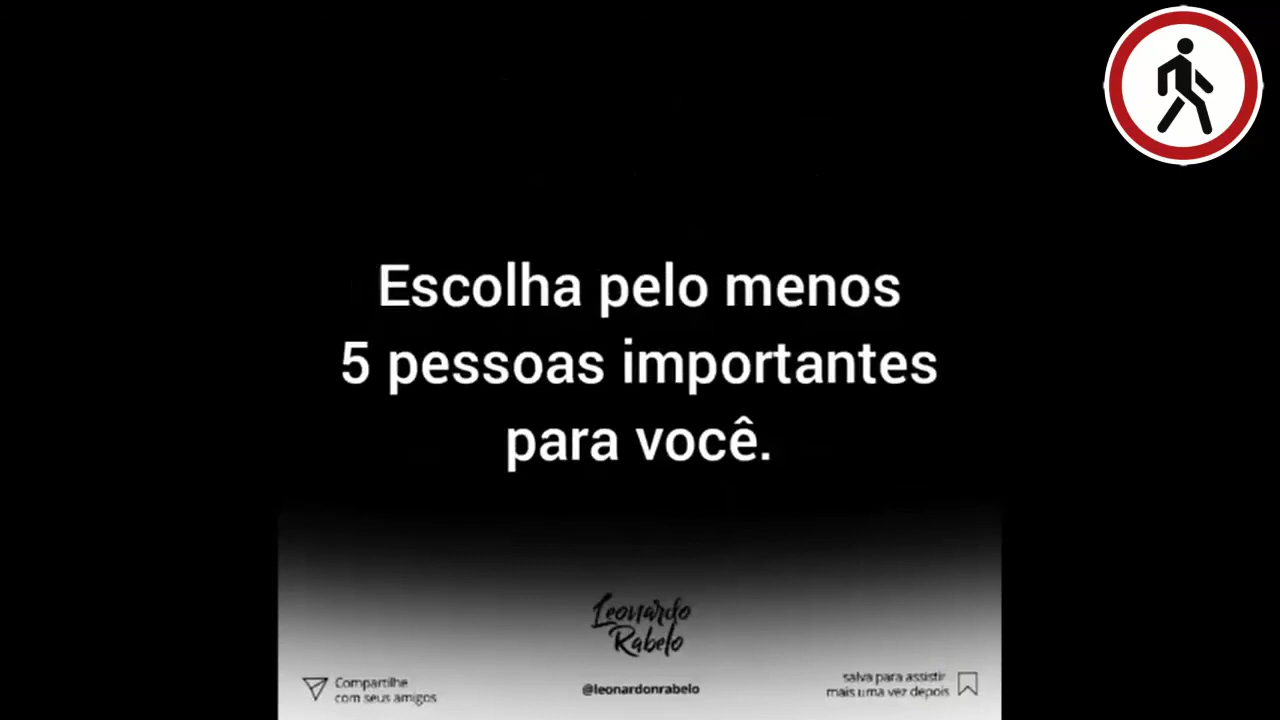 Escolha pelo menos
5 pessoas importantes
para você.
Leonardo
Rabelo
Compartilhe
com seus amigos
@leonardonrabelo
salva para assistir
mais uma vez depois